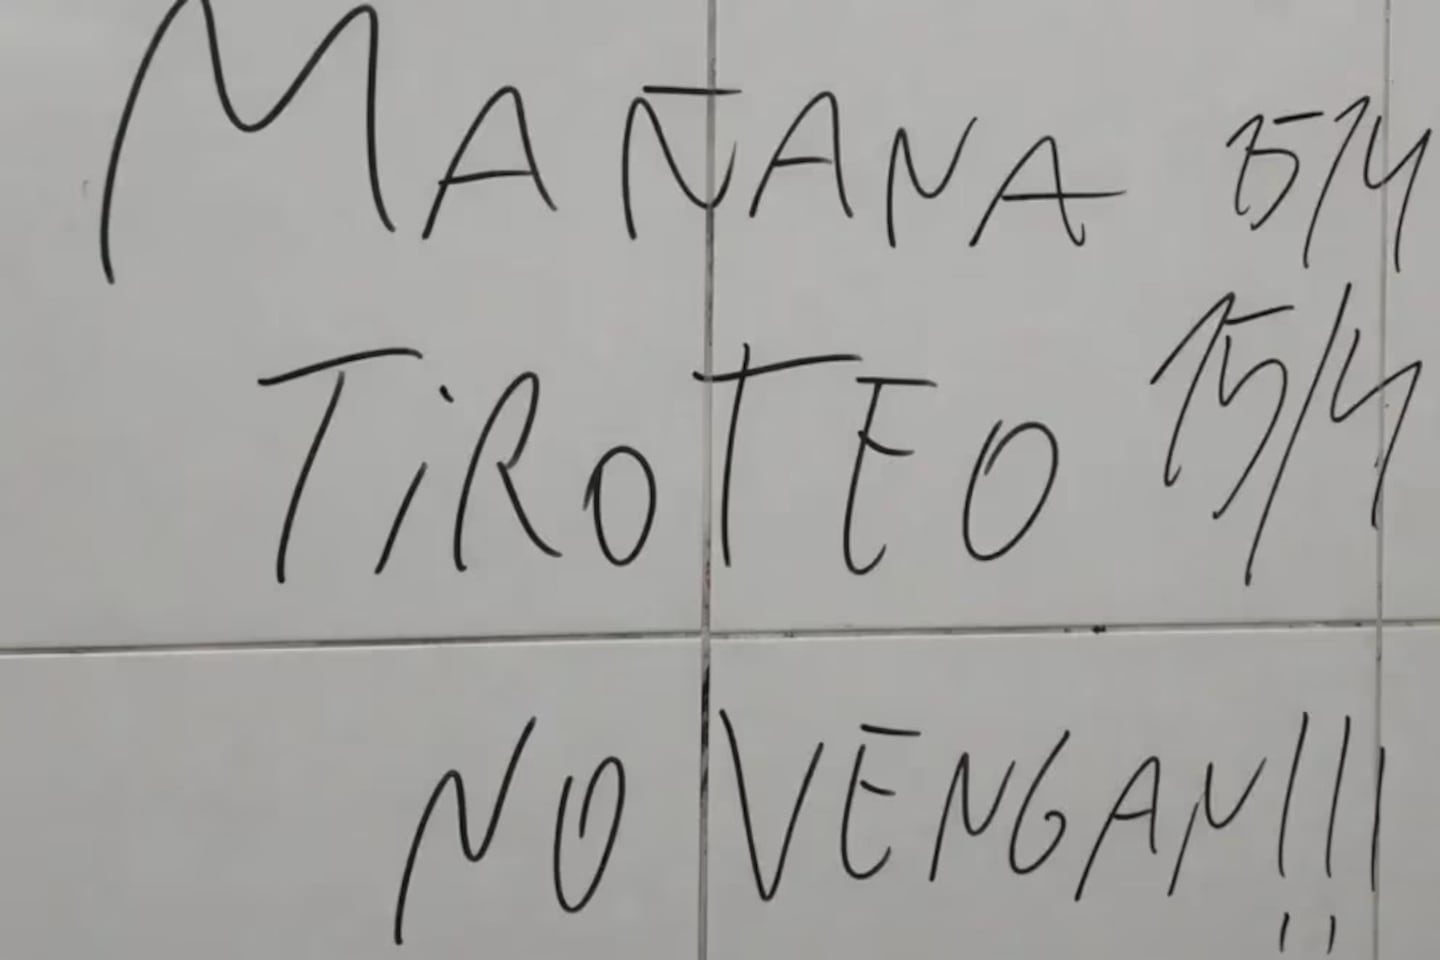 MAÑANA 15/4
TiROTEO 15/4
NO VENGAN!!!